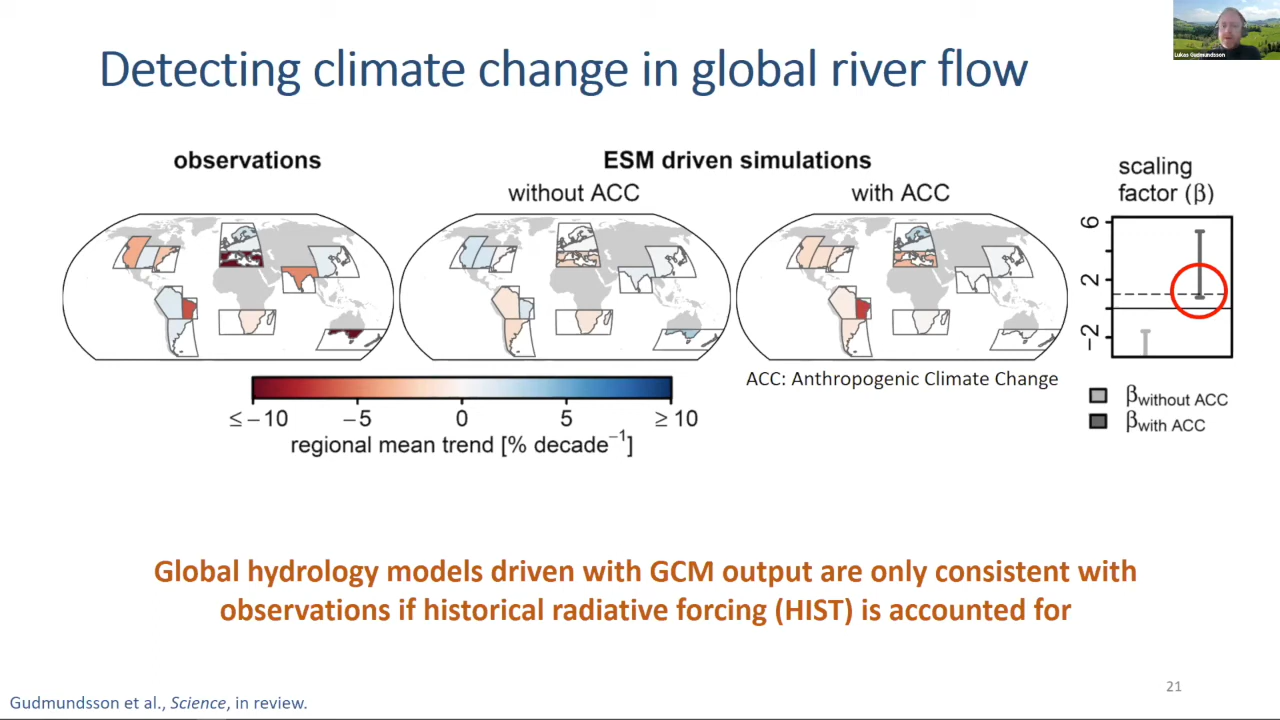 Lukas Gudmundsson
Detecting climate change in global river flow
observations
ESM driven simulations
without ACC
with ACC
scaling
factor (β)
6
2
−2
ACC: Anthropogenic Climate Change
≤ −10
−5
0
5
≥ 10
regional mean trend [% decade⁻¹]
βwithout ACC
βwith ACC
Global hydrology models driven with GCM output are only consistent with
observations if historical radiative forcing (HIST) is accounted for
21
Gudmundsson et al., Science, in review.